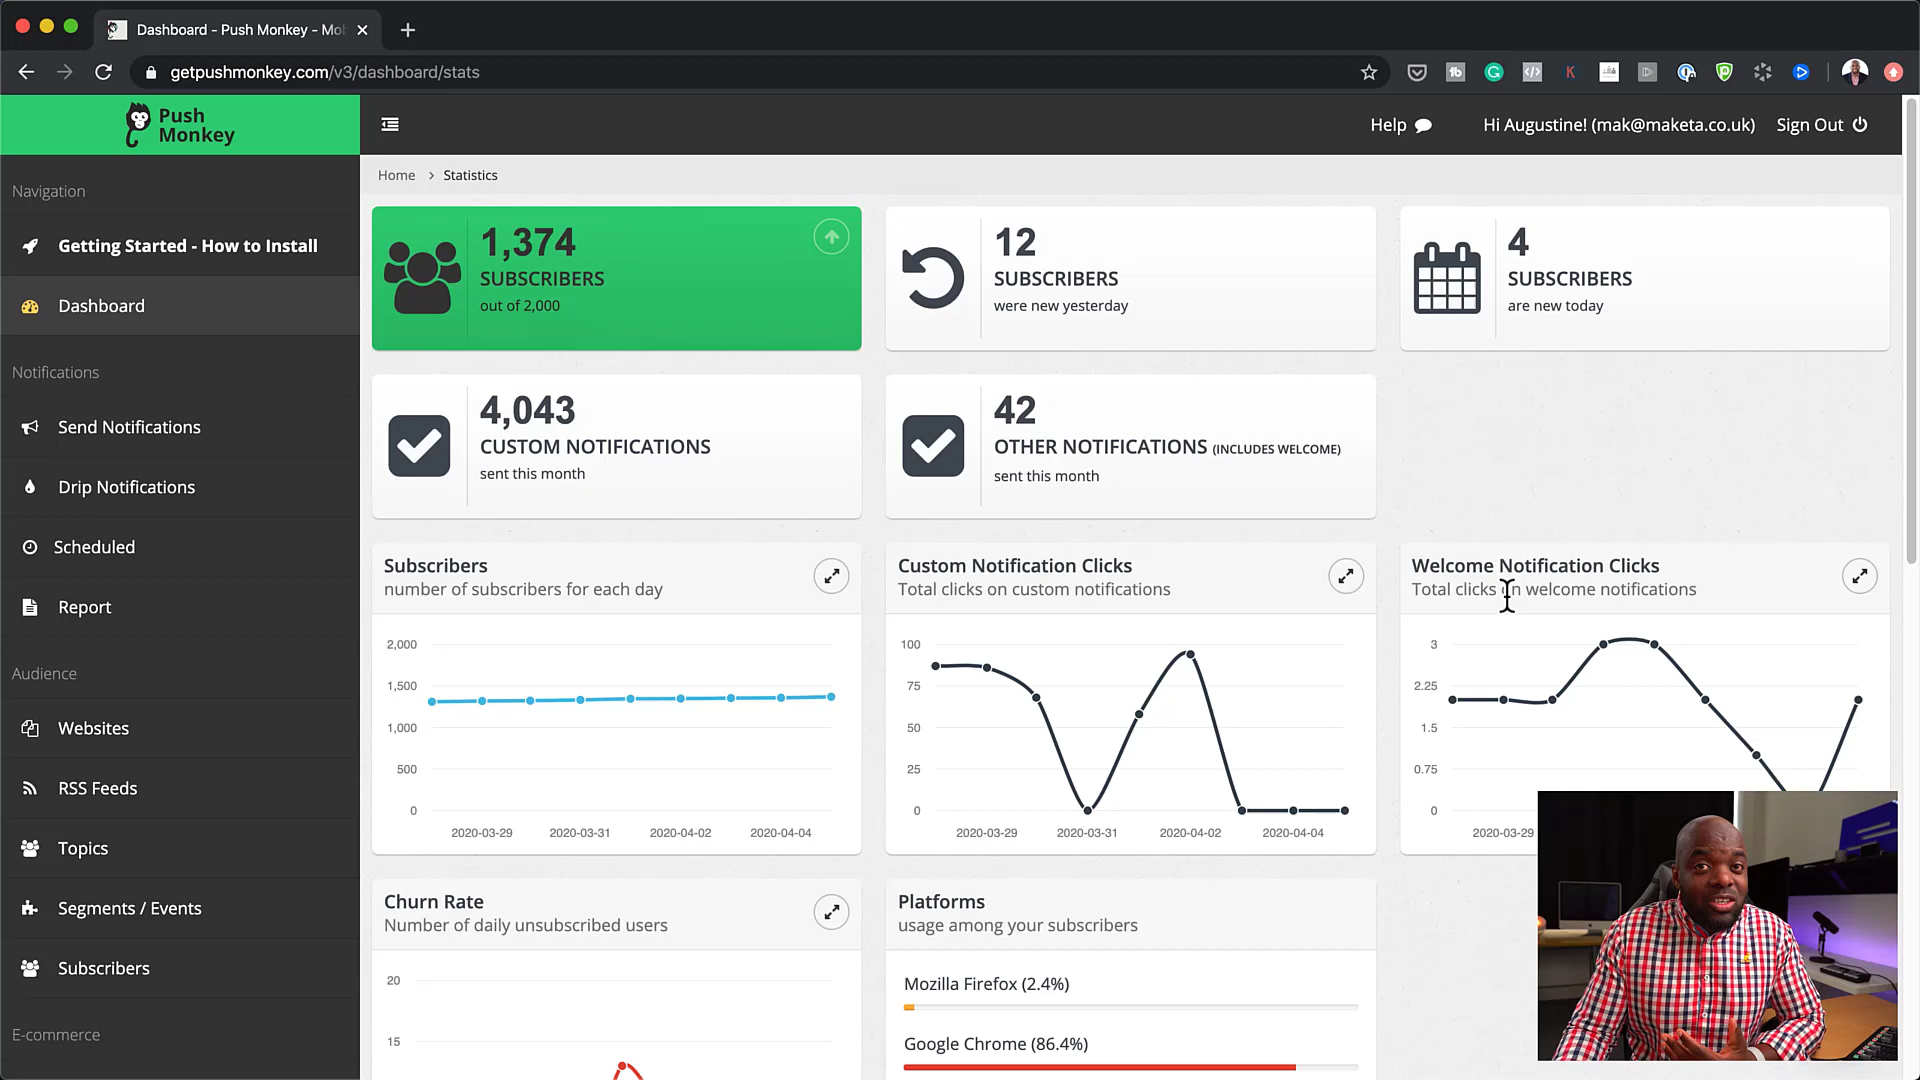 Dashboard - Push Monkey - Mo
getpushmonkey.com/v3/dashboard/stats
Push
Monkey
Help
Hi Augustine! (mak@maketa.co.uk)
Sign Out
Navigation
Getting Started - How to Install
Dashboard
Notifications
Send Notifications
Drip Notifications
Scheduled
Report
Audience
Websites
RSS Feeds
Topics
Segments / Events
Subscribers
E-commerce
Home > Statistics
1,374
SUBSCRIBERS
out of 2,000
12
SUBSCRIBERS
were new yesterday
4
SUBSCRIBERS
are new today
4,043
CUSTOM NOTIFICATIONS
sent this month
42
OTHER NOTIFICATIONS (INCLUDES WELCOME)
sent this month
Subscribers
number of subscribers for each day
2,000
1,500
1,000
500
0
2020-03-29 2020-03-31 2020-04-02 2020-04-04
Custom Notification Clicks
Total clicks on custom notifications
100
75
50
25
0
2020-03-29 2020-03-31 2020-04-02 2020-04-04
Welcome Notification Clicks
Total clicks on welcome notifications
3
2.25
1.5
0.75
0
2020-03-29
Churn Rate
Number of daily unsubscribed users
20
15
Platforms
usage among your subscribers
Mozilla Firefox (2.4%)
Google Chrome (86.4%)